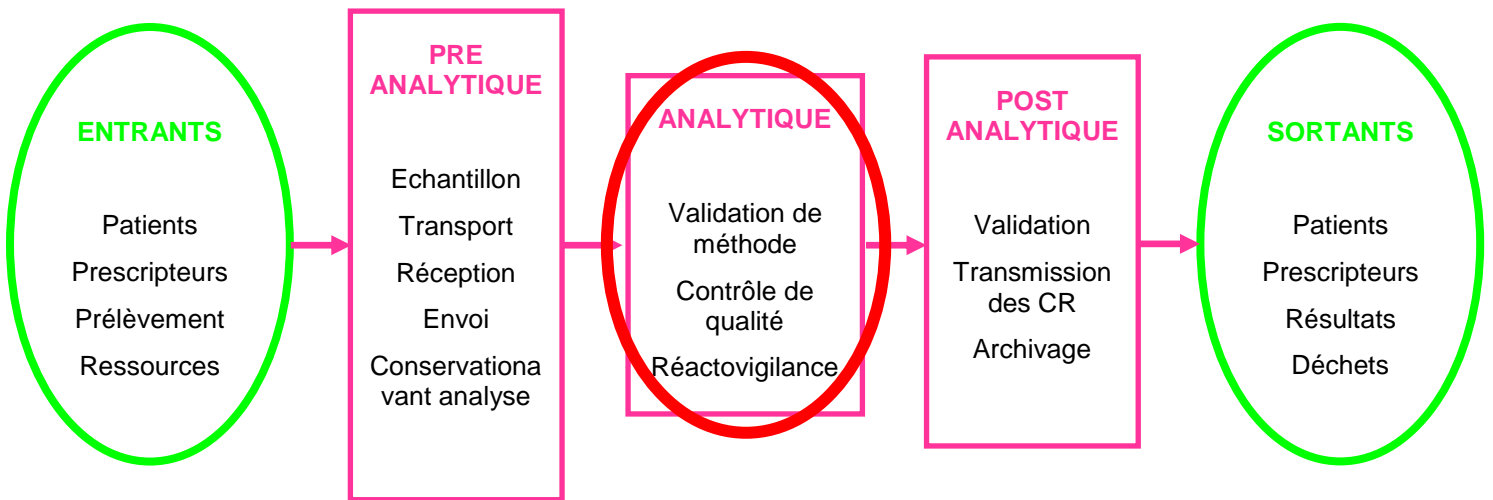 ENTRANTS
Patients
Prescripteurs
Prélèvement
Ressources
PRE
ANALYTIQUE
Echantillon
Transport
Réception
Envoi
Conservationa
vant analyse
ANALYTIQUE
Validation de
méthode
Contrôle de
qualité
Réactovigilance
POST
ANALYTIQUE
Validation
Transmission
des CR
Archivage
SORTANTS
Patients
Prescripteurs
Résultats
Déchets